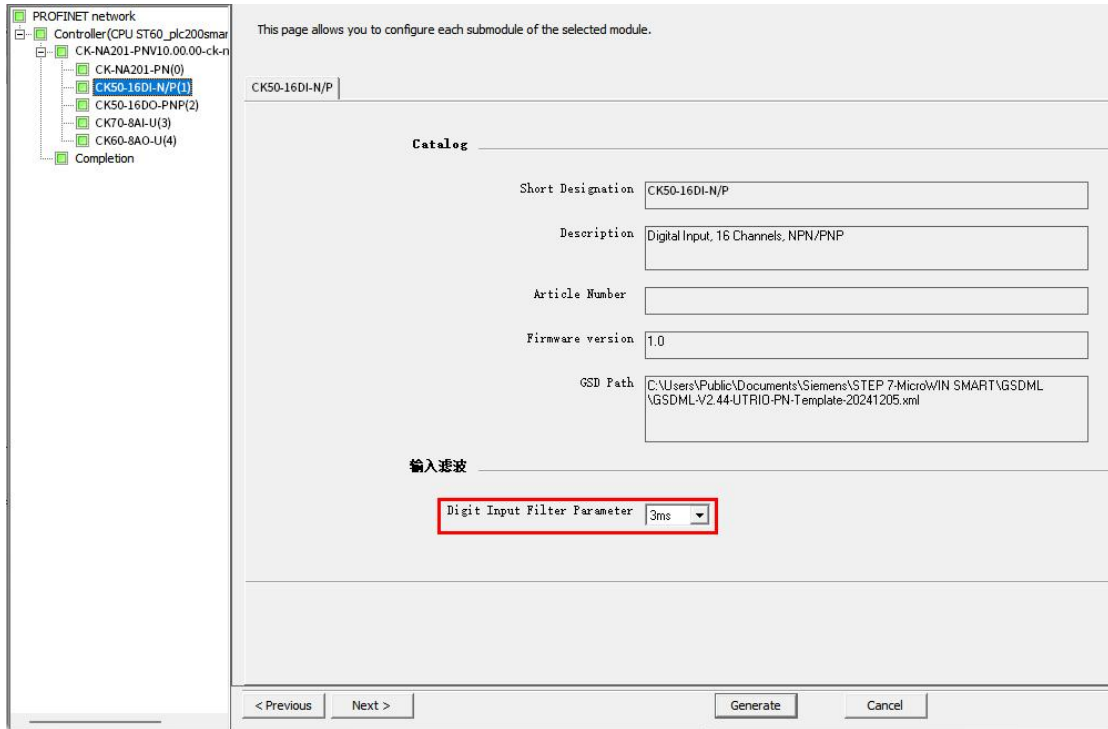 PROFINET network
Controller(CPU ST60_plc200smar
CK-NA201-PNV10.00.00-ck-n
CK-NA201-PN(0)
CK50-16DI-N/P(1)
CK50-16DO-PNP(2)
CK70-8AI-U(3)
CK60-8AO-U(4)
Completion
This page allows you to configure each submodule of the selected module.
CK50-16DI-N/P
Catalog
Short Designation CK50-16DI-N/P
Description Digital Input, 16 Channels, NPN/PNP
Article Number
Firmware version 1.0
GSD Path C:\Users\Public\Documents\Siemens\STEP 7-MicroWIN SMART\GSDML
\GSDML-V2.44-UTRIO-PN-Template-20241205.xml
输入滤波
Digit Input Filter Parameter 3ms
< Previous Next > Generate Cancel